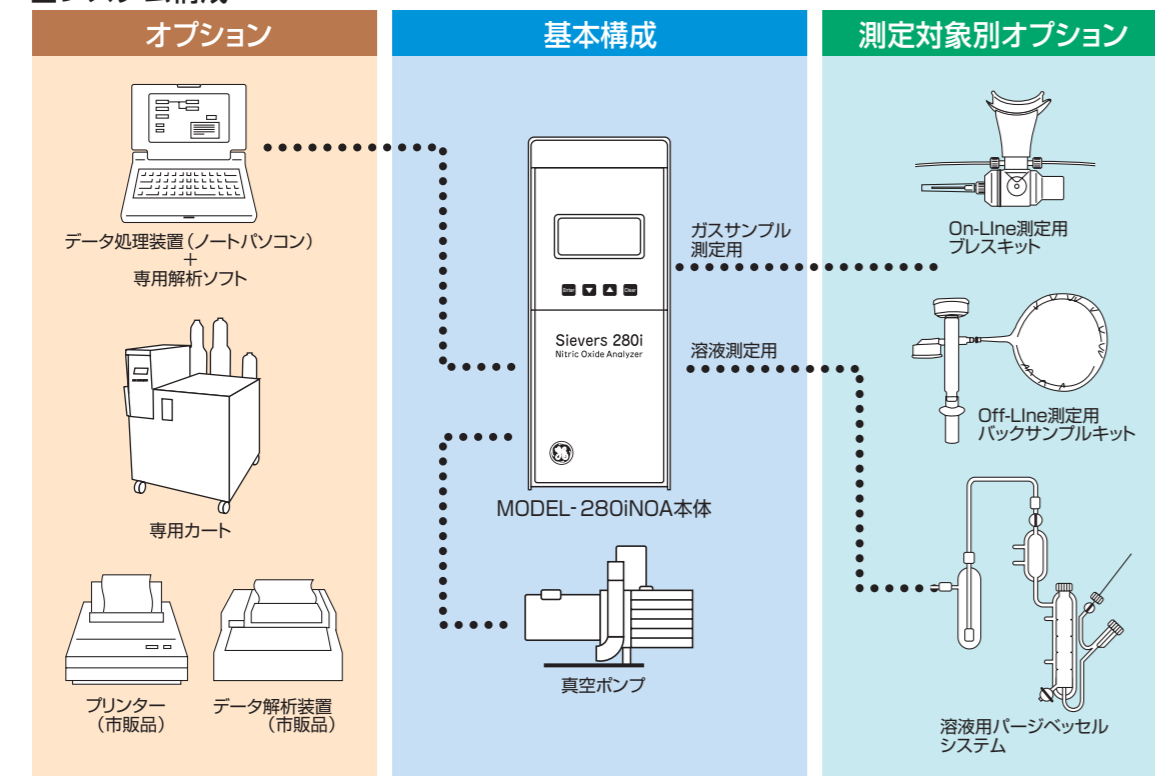 ■システム構成
オプション
データ処理装置（ノートパソコン）
＋
専用解析ソフト
専用カート
プリンター
（市販品）
データ解析装置
（市販品）
基本構成
Enter
Clear
Sievers 280i
Nitric Oxide Analyzer
MODEL-280iNOA本体
真空ポンプ
ガスサンプル
測定用
溶液測定用
測定対象別オプション
On-LIne測定用
ブレスキット
Off-LIne測定用
バックサンプルキット
溶液用パージベッセル
システム